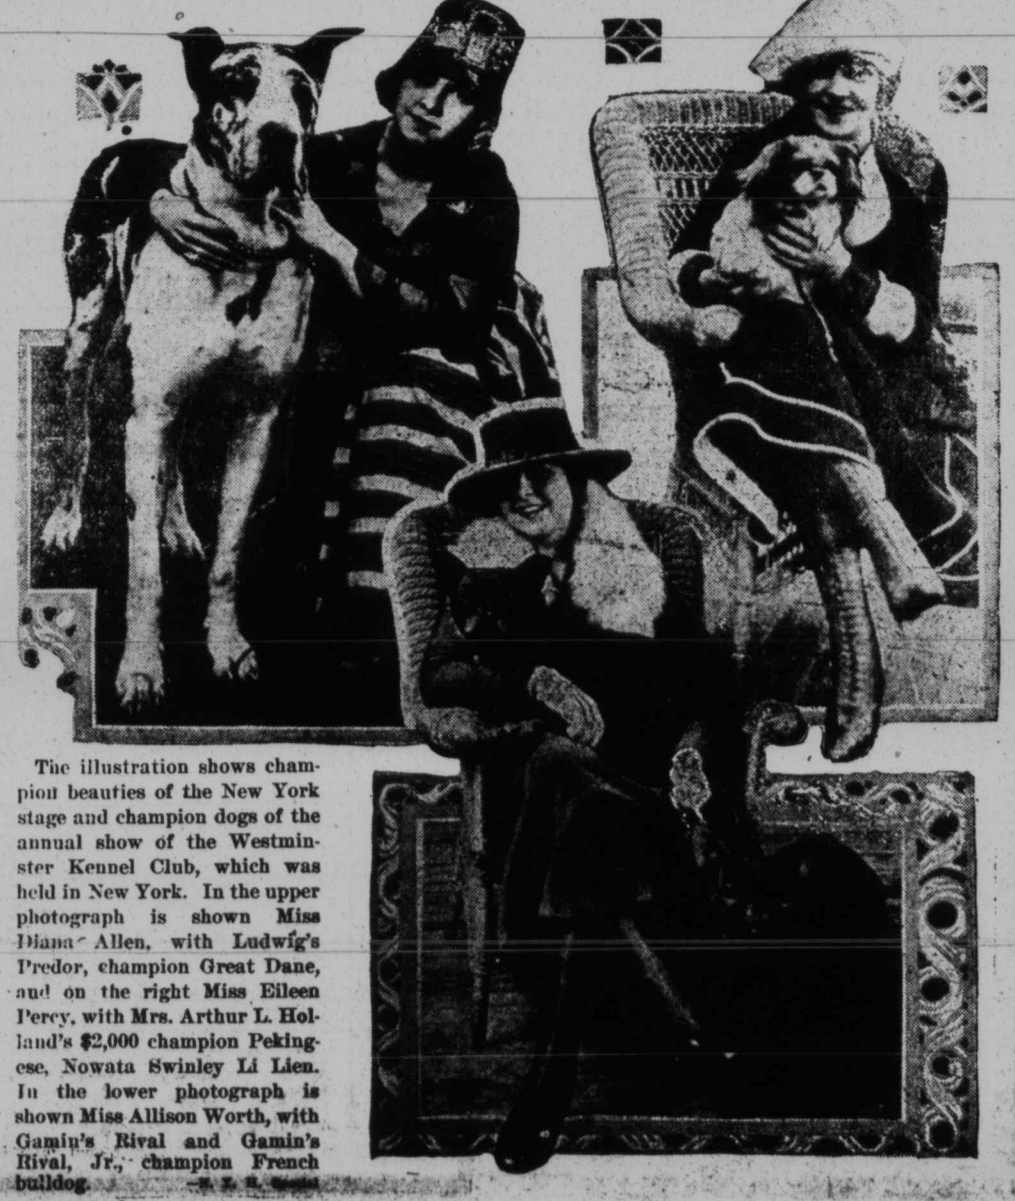 The illustration shows cham-
pion beauties of the New York
stage and champion dogs of the
annual show of the Westmin-
ster Kennel Club, which was
held in New York. In the upper
photograph is shown Miss
Diana Allen, with Ludwig's
Predor, champion Great Dane,
and on the right Miss Eileen
Percy, with Mrs. Arthur L. Hol-
land's $2,000 champion Peking-
ese, Nowata Swinley Li Lien.
In the lower photograph is
shown Miss Allison Worth, with
Gamin's Rival and Gamin's
Rival, Jr., champion French
bulldog.